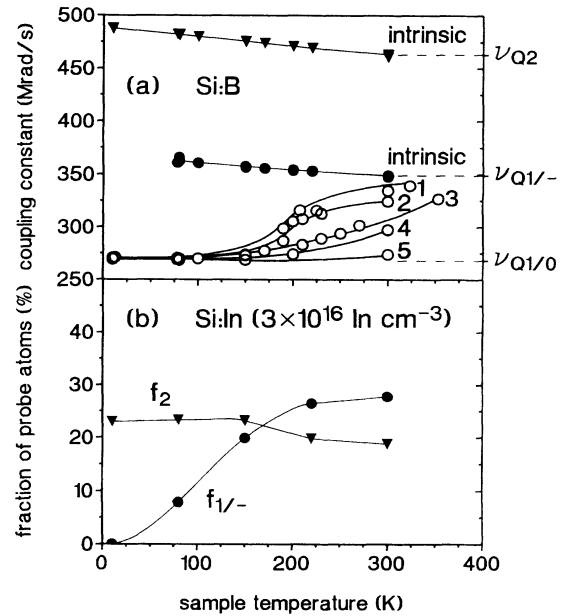 500
450
400
350
300
250
coupling constant (Mrad/s)
(a) Si:B
intrinsic
νQ2
intrinsic
νQ1/-
1
2
3
4
5
νQ1/0
(b) Si:In (3×10¹⁶ In cm⁻³)
40
30
20
10
0
fraction of probe atoms (%)
f₂
f₁/₋
0 100 200 300 400
sample temperature (K)